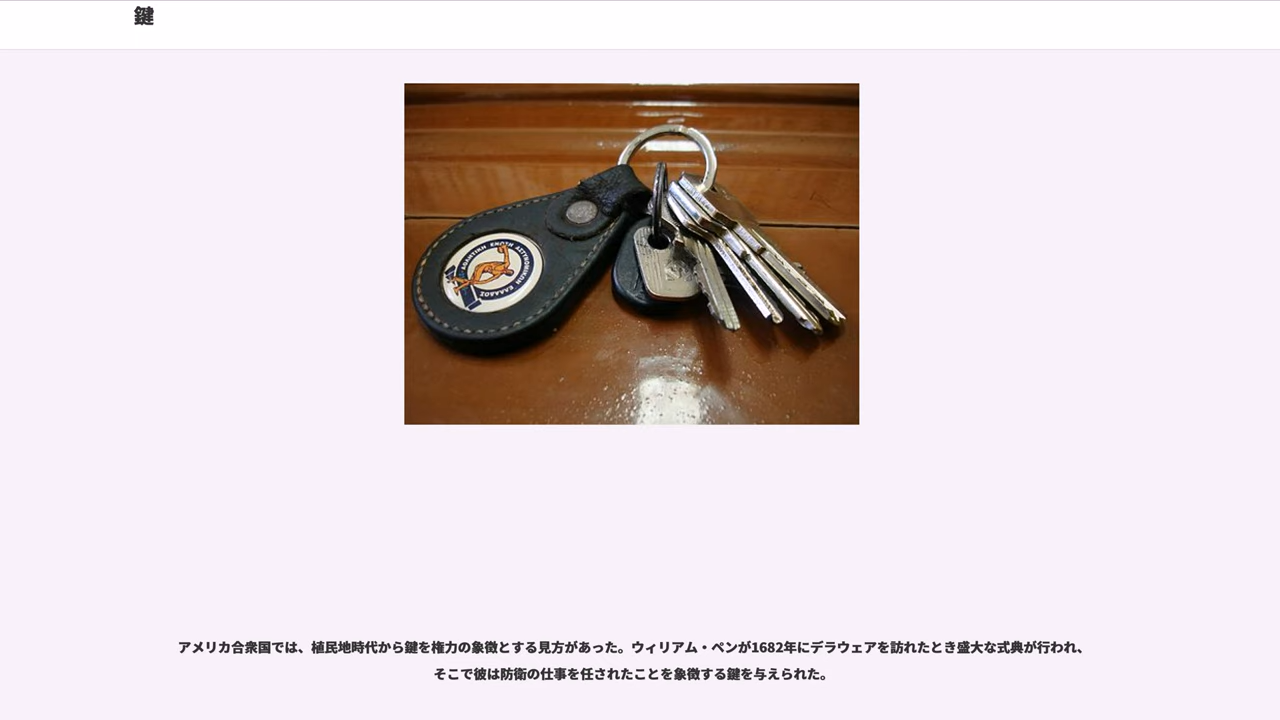 鍵
ΑΘΛΗΤΙΚΗ ΕΝΩΣΗ ΑΣΤΥΝΟΜΙΚΩΝ ΕΛΛΑΔΟΣ
アメリカ合衆国では、植民地時代から鍵を権力の象徴とする見方があった。ウィリアム・ペンが1682年にデラウェアを訪れたとき盛大な式典が行われ、
そこで彼は防衛の仕事を任されたことを象徴する鍵を与えられた。